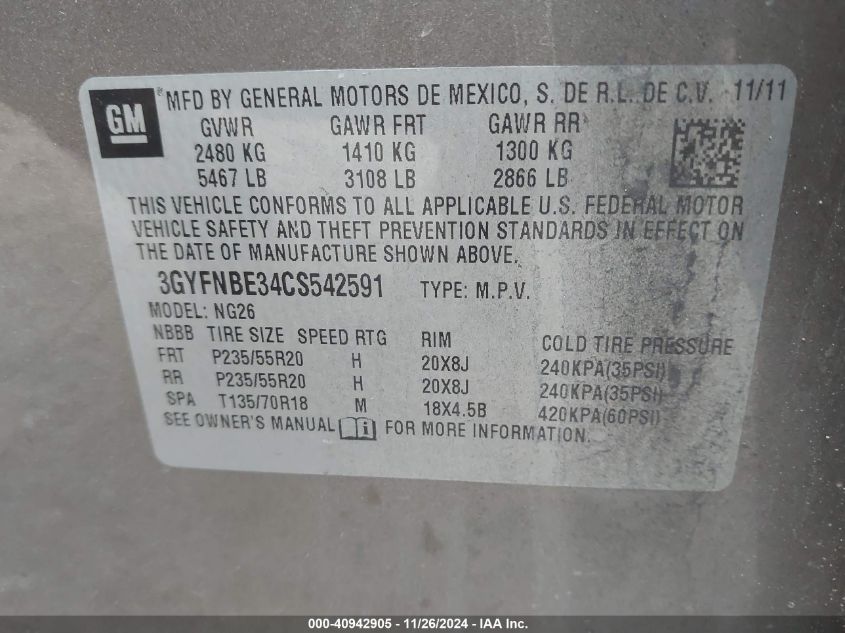 GM
® MFD BY GENERAL MOTORS DE MEXICO, S. DE R.L. DE C.V. 11/11
GVWR GAWR FRT GAWR RR
2480 KG 1410 KG 1300 KG
5467 LB 3108 LB 2866 LB
THIS VEHICLE CONFORMS TO ALL APPLICABLE U.S. FEDERAL MOTOR
VEHICLE SAFETY AND THEFT PREVENTION STANDARDS IN EFFECT ON
THE DATE OF MANUFACTURE SHOWN ABOVE.
3GYFNBE34CS542591 TYPE: M.P.V.
MODEL: NG26
NBBB TIRE SIZE SPEED RTG RIM COLD TIRE PRESSURE
FRT P235/55R20 H 20X8J 240KPA(35PSI)
RR P235/55R20 H 20X8J 240KPA(35PSI)
SPA T135/70R18 M 18X4.5B 420KPA(60PSI)
SEE OWNER'S MANUAL i FOR MORE INFORMATION.
000-40942905 - 11/26/2024 - IAA Inc.